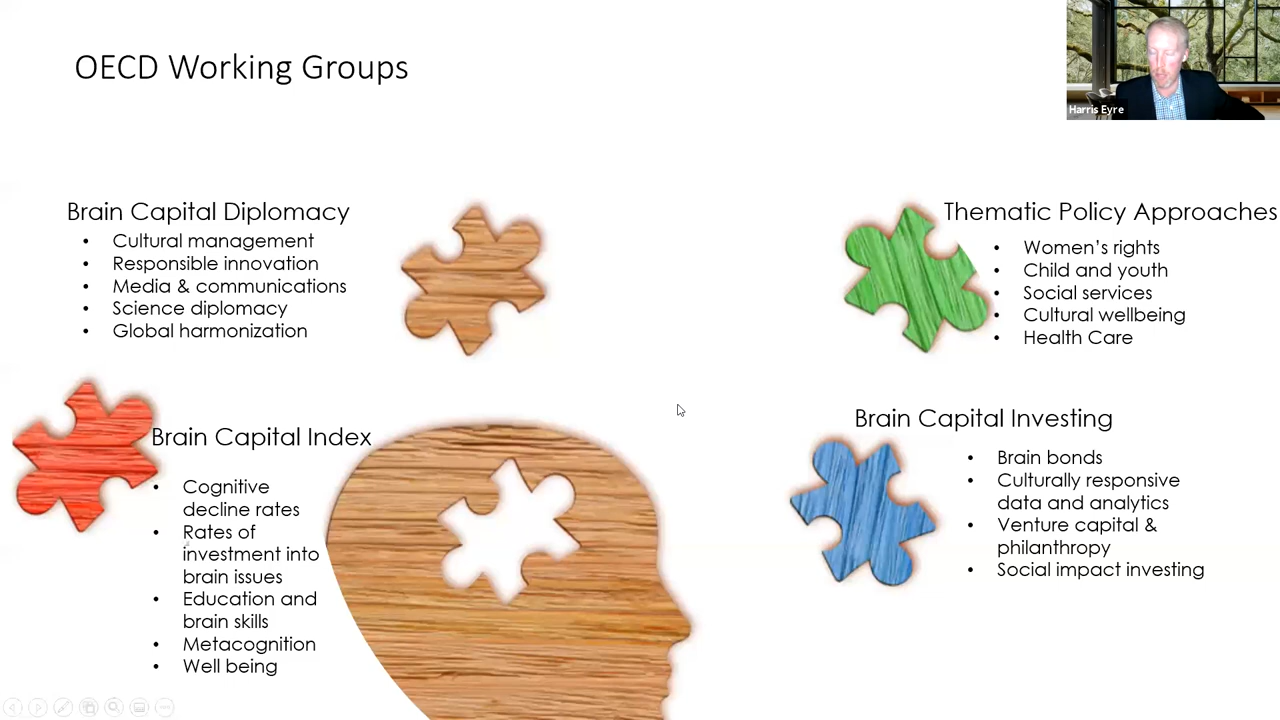 OECD Working Groups
Harris Eyre
Brain Capital Diplomacy
• Cultural management
• Responsible innovation
• Media & communications
• Science diplomacy
• Global harmonization
Thematic Policy Approaches
• Women’s rights
• Child and youth
• Social services
• Cultural wellbeing
• Health Care
Brain Capital Index
• Cognitive
decline rates
• Rates of
investment into
brain issues
• Education and
brain skills
• Metacognition
• Well being
Brain Capital Investing
• Brain bonds
• Culturally responsive
data and analytics
• Venture capital &
philanthropy
• Social impact investing